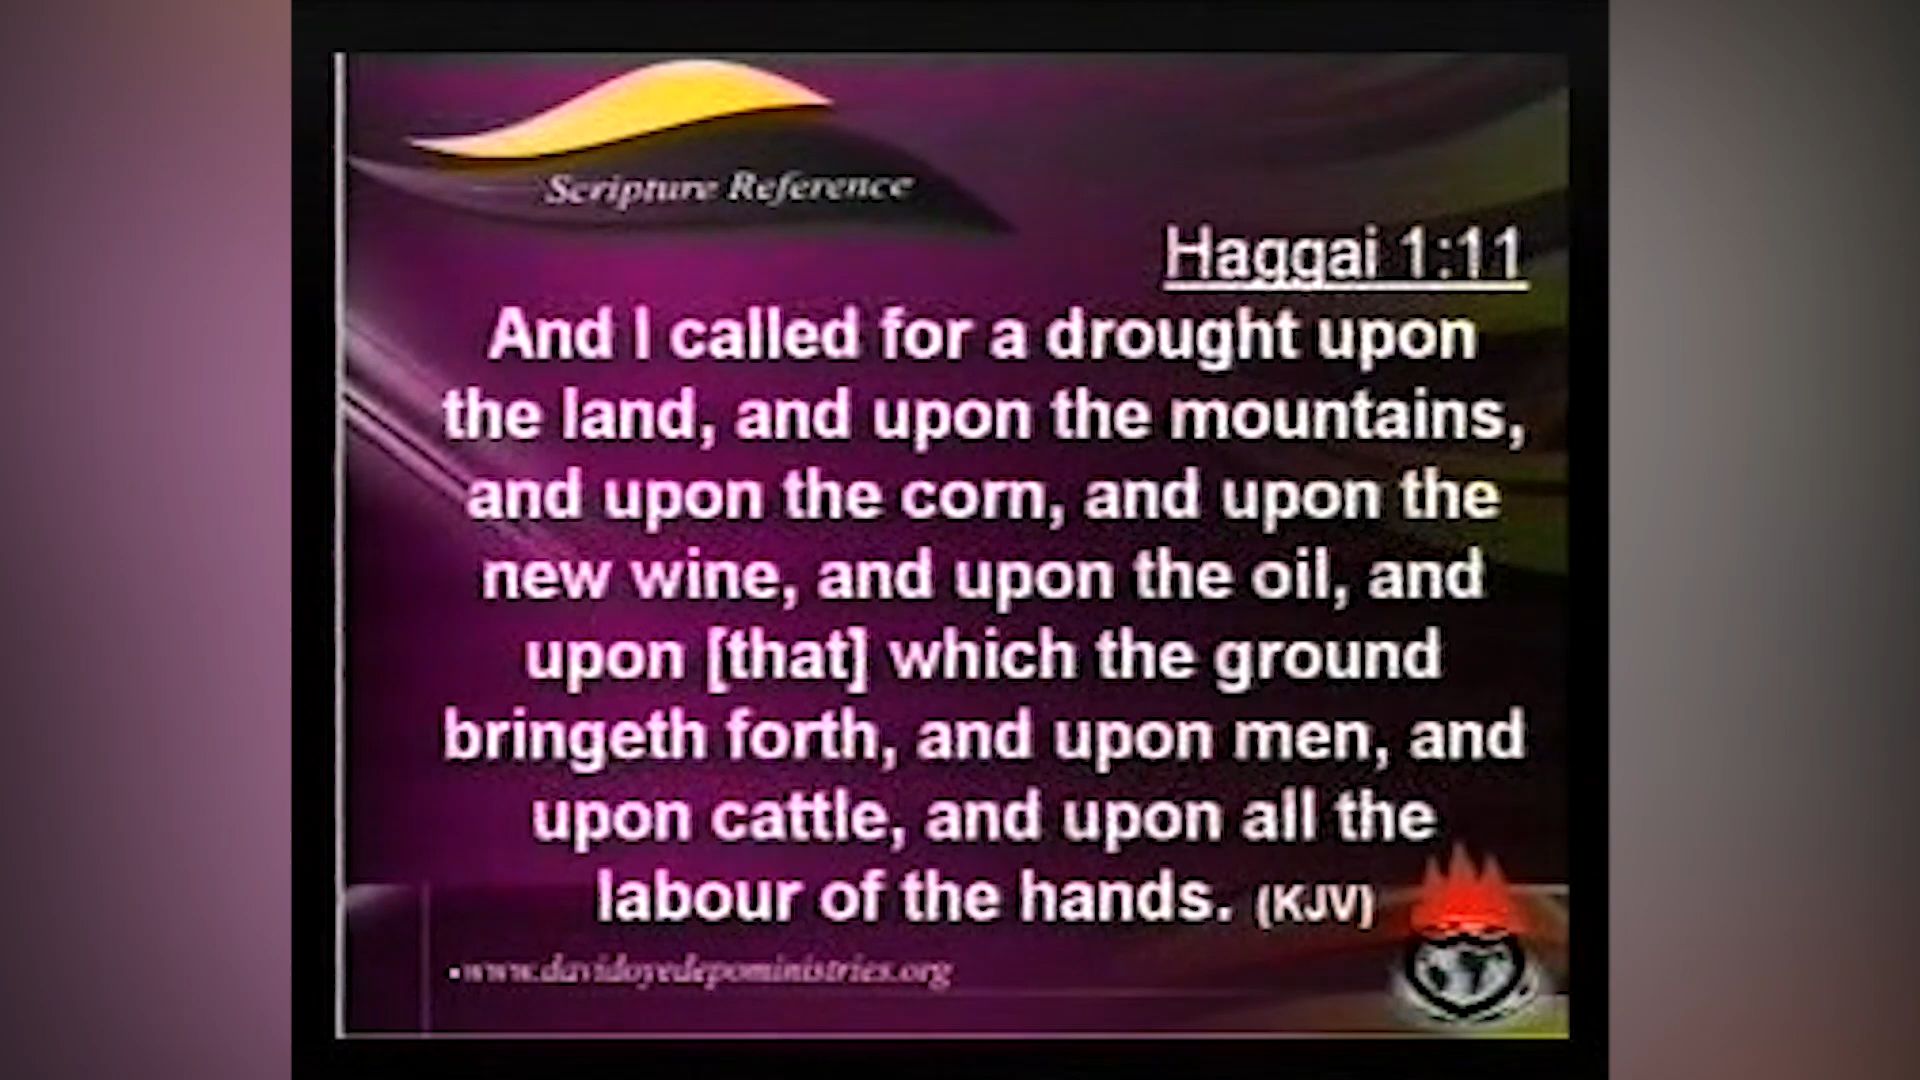 Scripture Reference
Haggai 1:11
And I called for a drought upon
the land, and upon the mountains,
and upon the corn, and upon the
new wine, and upon the oil, and
upon [that] which the ground
bringeth forth, and upon men, and
upon cattle, and upon all the
labour of the hands. (KJV)
•www.davidoyedepoministries.org